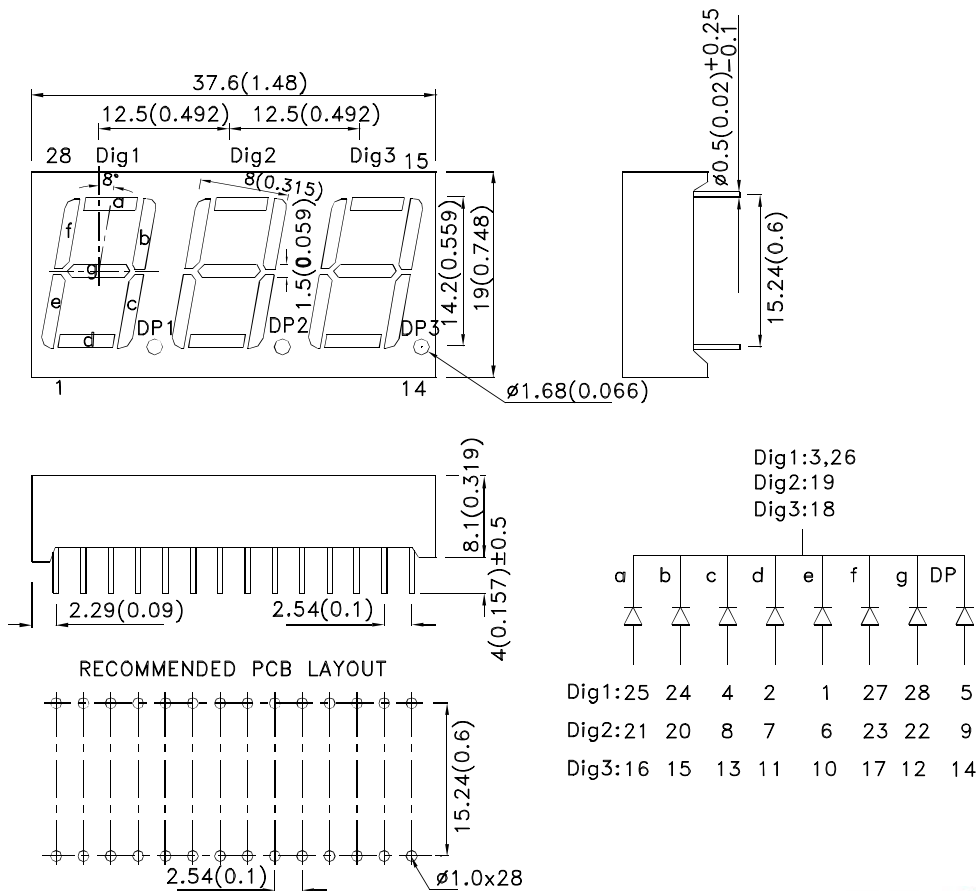 37.6(1.48)
12.5(0.492) 12.5(0.492)
28 Dig1 Dig2 Dig3 15
8° 8(0.315)
a
f b
g
e c
d
DP1 DP2 DP3
1.5(0.059)
14.2(0.559)
19(0.748)
1 14
ø1.68(0.066)
ø0.5(0.02)+0.25
-0.1
15.24(0.6)
8.1(0.319)
4(0.157)±0.5
2.29(0.09) 2.54(0.1)
RECOMMENDED PCB LAYOUT
15.24(0.6)
2.54(0.1) ø1.0x28
Dig1:3,26
Dig2:19
Dig3:18
a b c d e f g DP
Dig1:25 24 4 2 1 27 28 5
Dig2:21 20 8 7 6 23 22 9
Dig3:16 15 13 11 10 17 12 14